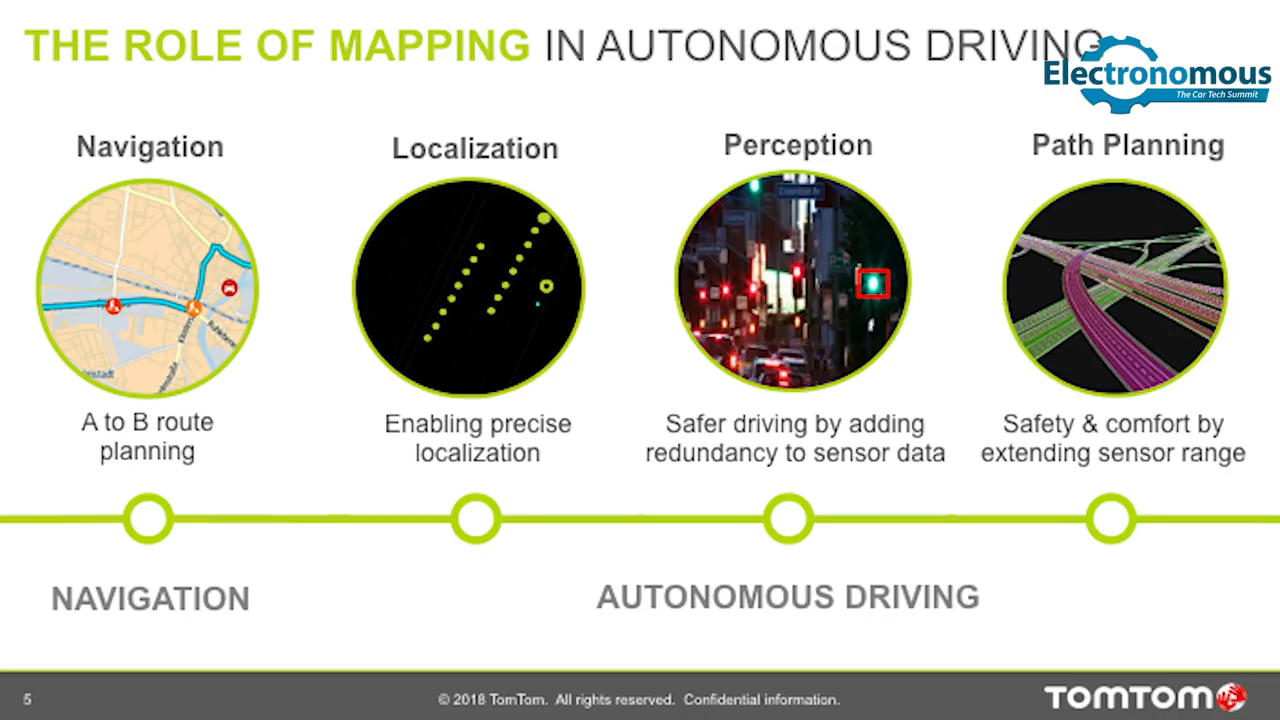 THE ROLE OF MAPPING IN AUTONOMOUS DRIVING
Electronomous
The Car Tech Summit
Navigation
Localization
Perception
Path Planning
A to B route
planning
Enabling precise
localization
Safer driving by adding
redundancy to sensor data
Safety & comfort by
extending sensor range
NAVIGATION
AUTONOMOUS DRIVING
5
© 2018 TomTom. All rights reserved. Confidential information.
TOMTOM